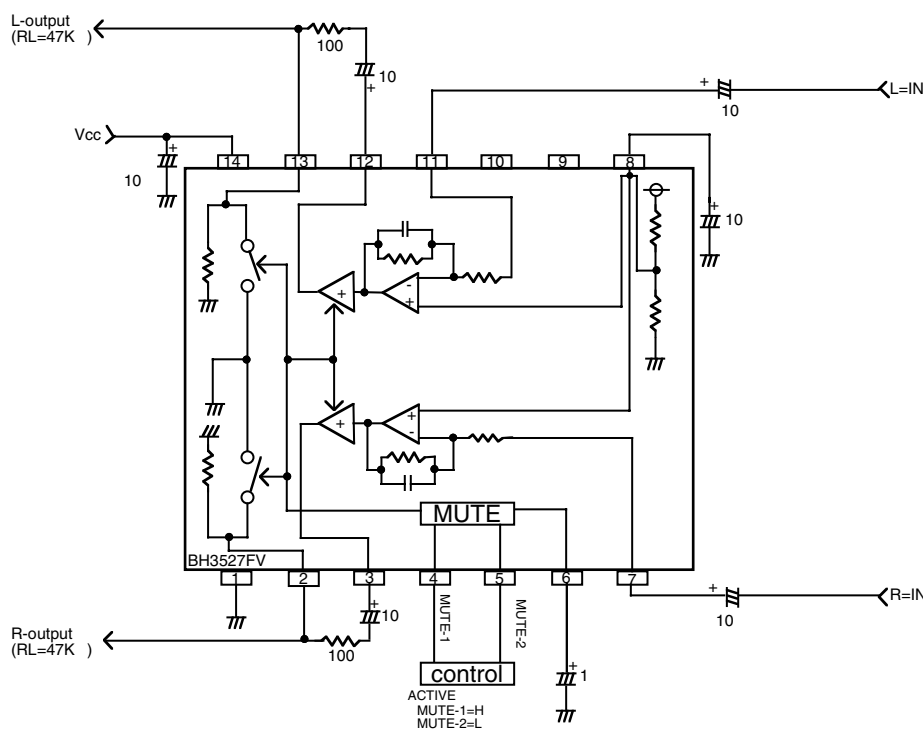 L-output
(RL=47K )
100
10
+
+
10
L=IN
Vcc
+
10
14
13
12
11
10
9
8
+
10
+
-
+
+
+
-
MUTE
BH3527FV
1
2
3
4
5
6
7
+
10
R=IN
R-output
(RL=47K )
100
+
10
MUTE-1
MUTE-2
control
+
1
ACTIVE
MUTE-1=H
MUTE-2=L